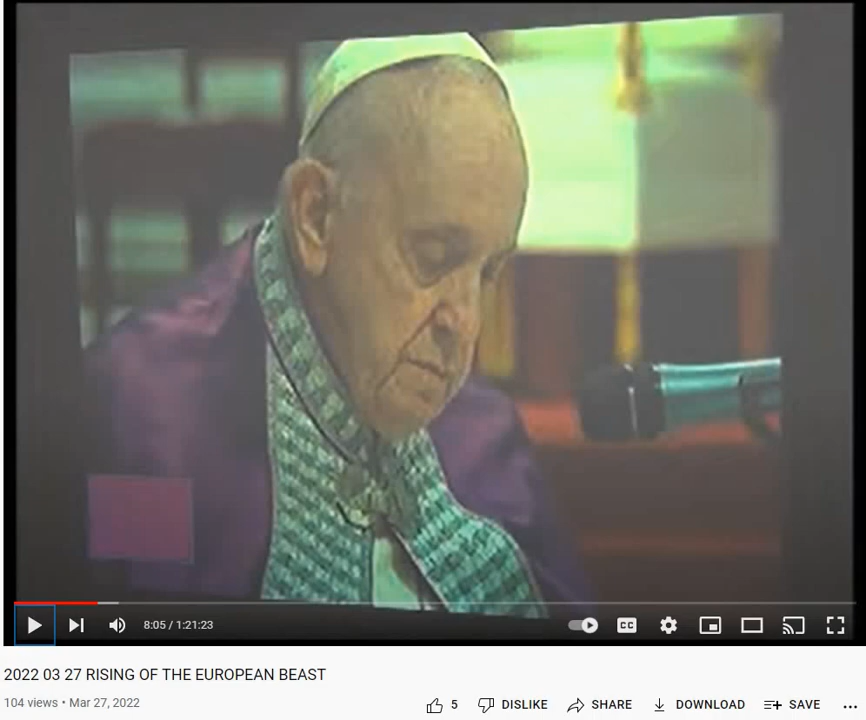 8:05 / 1:21:23
CC
2022 03 27 RISING OF THE EUROPEAN BEAST
104 views • Mar 27, 2022 5 DISLIKE SHARE DOWNLOAD SAVE